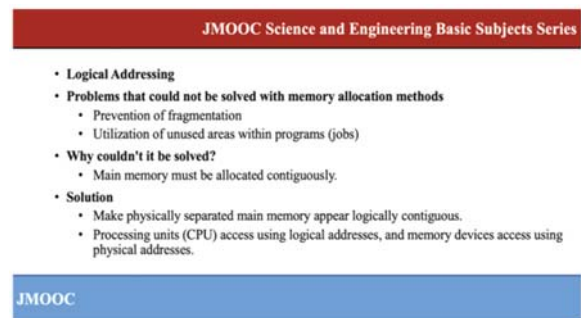 JMOOC Science and Engineering Basic Subjects Series
• Logical Addressing
• Problems that could not be solved with memory allocation methods
• Prevention of fragmentation
• Utilization of unused areas within programs (jobs)
• Why couldn't it be solved?
• Main memory must be allocated contiguously.
• Solution
• Make physically separated main memory appear logically contiguous.
• Processing units (CPU) access using logical addresses, and memory devices access using
physical addresses.
JMOOC